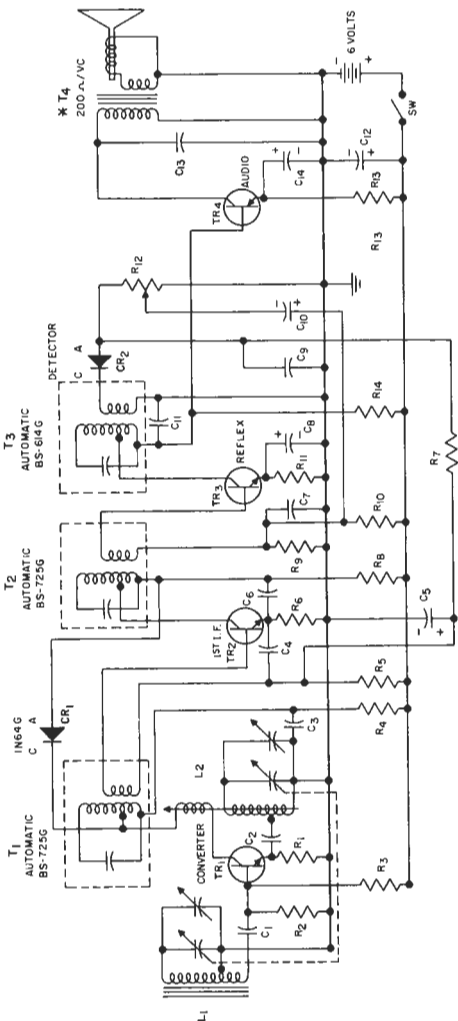 T1
AUTOMATIC
BS-725G
1N64G
C A
CR1
T2
AUTOMATIC
BS-725G
T3
AUTOMATIC
BS-614G
DETECTOR
C A
CR2
* T4
200 Ω/VC
L1
CONVERTER
TR1
L2
1ST I.F.
TR2
REFLEX
TR3
AUDIO
TR4
R12
C13
C1
R2
C2
R1
C3
C4
C6
R6
R9
C7
R11
C8
+
-
C11
C9
C10
-
+
C14
+
-
C12
-
+
6 VOLTS
-
+
SW
R3
R4
R5
R8
R10
R14
R13
R13
C5
-
+
R7